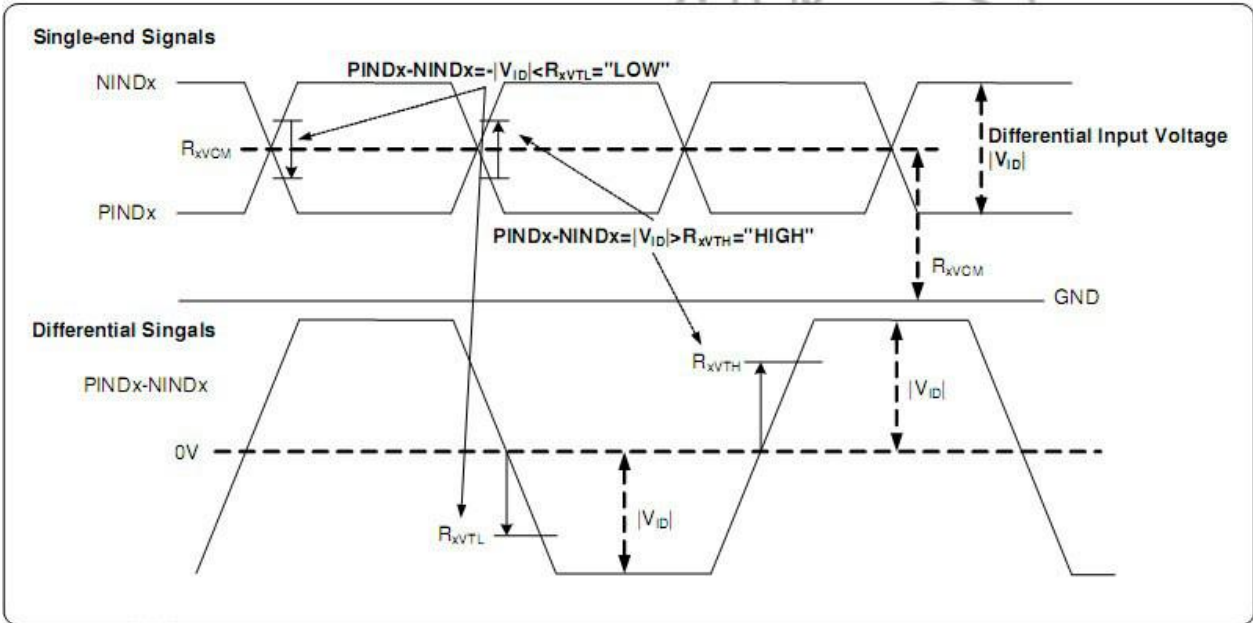 Single-end Signals
PINDx-NINDx=-|VID|<RxVTL="LOW"
NINDx
RxVCM
Differential Input Voltage
|VID|
PINDx
PINDx-NINDx=|VID|>RxVTH="HIGH"
RxVCM
GND
Differential Singals
RxVTH
PINDx-NINDx
|VID|
0V
|VID|
RxVTL